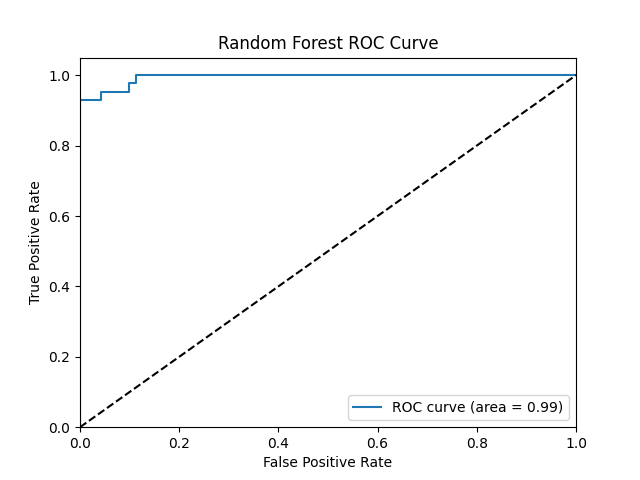 Random Forest ROC Curve
True Positive Rate
1.0
0.8
0.6
0.4
0.2
0.0
ROC curve (area = 0.99)
0.0 0.2 0.4 0.6 0.8 1.0
False Positive Rate